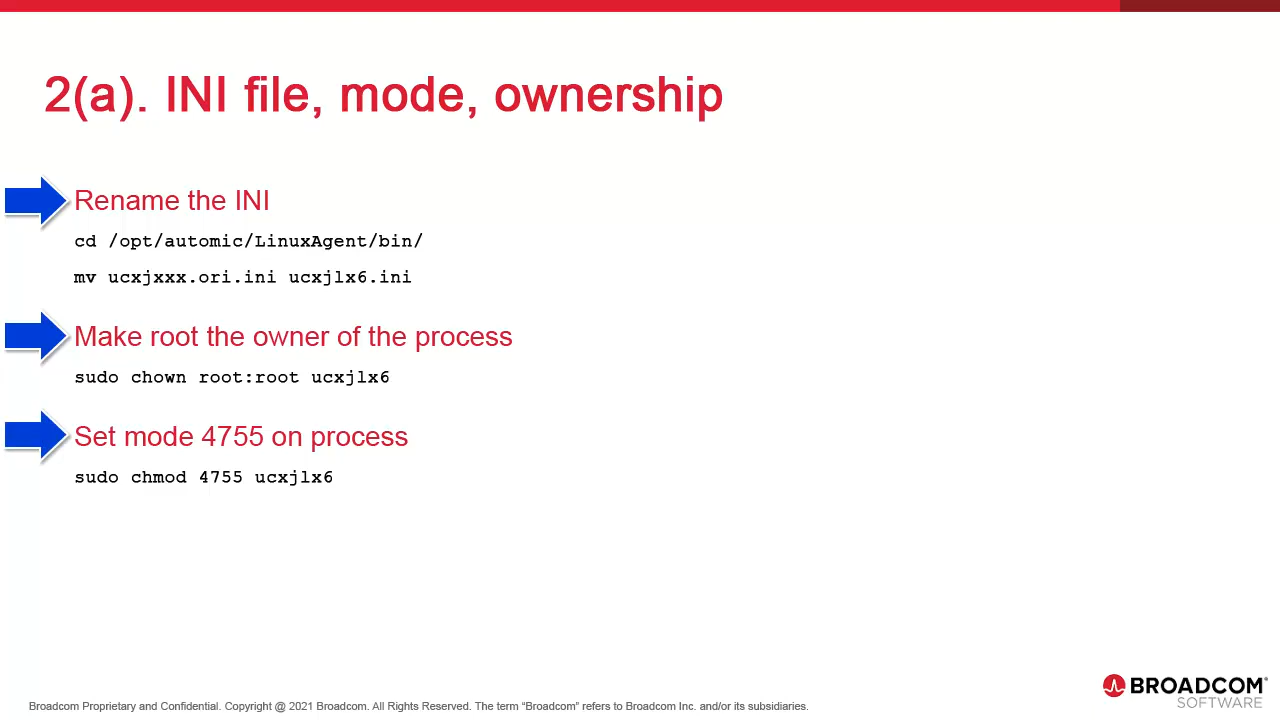 2(a). INI file, mode, ownership
Rename the INI
cd /opt/automic/LinuxAgent/bin/
mv ucxjxxx.ori.ini ucxjlx6.ini
Make root the owner of the process
sudo chown root:root ucxjlx6
Set mode 4755 on process
sudo chmod 4755 ucxjlx6
BROADCOM®
SOFTWARE
Broadcom Proprietary and Confidential. Copyright @ 2021 Broadcom. All Rights Reserved. The term “Broadcom” refers to Broadcom Inc. and/or its subsidiaries.